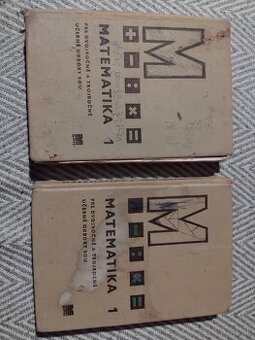 M
+ − : × =
MATEMATIKA 1
PRE DVOJROČNÉ A TROJROČNÉ
UČEBNÉ ODBORY SOU
M
+ − : × =
MATEMATIKA 1
PRE DVOJROČNÉ A TROJROČNÉ
UČEBNÉ ODBORY SOU